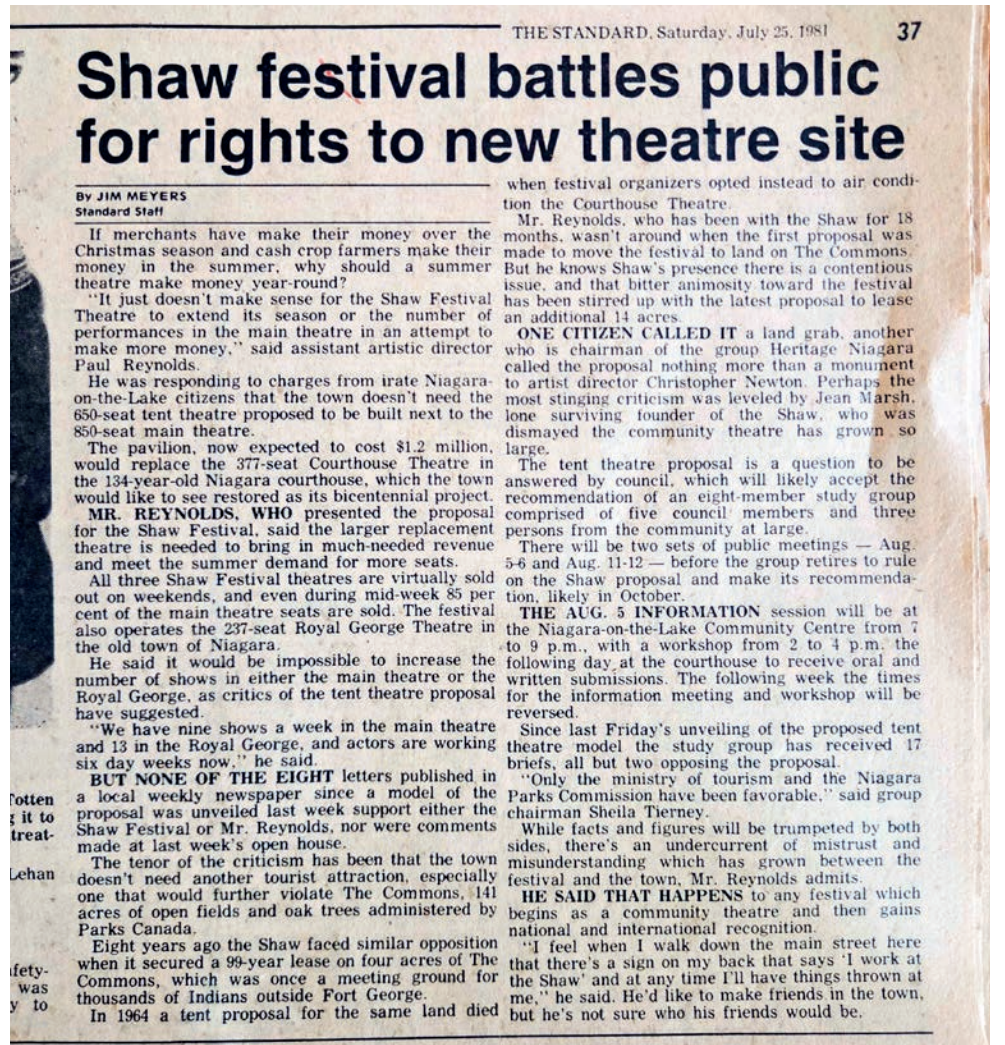 THE STANDARD, Saturday, July 25, 1981 37
Shaw festival battles public
for rights to new theatre site
By JIM MEYERS
Standard Staff
If merchants have make their money over the
Christmas season and cash crop farmers make their
money in the summer, why should a summer
theatre make money year-round?
"It just doesn't make sense for the Shaw Festival
Theatre to extend its season or the number of
performances in the main theatre in an attempt to
make more money," said assistant artistic director
Paul Reynolds.
He was responding to charges from irate Niagara-
on-the-Lake citizens that the town doesn't need the
650-seat tent theatre proposed to be built next to the
850-seat main theatre.
The pavilion, now expected to cost $1.2 million,
would replace the 377-seat Courthouse Theatre in
the 134-year-old Niagara courthouse, which the town
would like to see restored as its bicentennial project.
MR. REYNOLDS, WHO presented the proposal
for the Shaw Festival, said the larger replacement
theatre is needed to bring in much-needed revenue
and meet the summer demand for more seats.
All three Shaw Festival theatres are virtually sold
out on weekends, and even during mid-week 85 per
cent of the main theatre seats are sold. The festival
also operates the 237-seat Royal George Theatre in
the old town of Niagara.
He said it would be impossible to increase the
number of shows in either the main theatre or the
Royal George, as critics of the tent theatre proposal
have suggested.
"We have nine shows a week in the main theatre
and 13 in the Royal George, and actors are working
six day weeks now," he said.
BUT NONE OF THE EIGHT letters published in
a local weekly newspaper since a model of the
proposal was unveiled last week support either the
Shaw Festival or Mr. Reynolds, nor were comments
made at last week's open house.
The tenor of the criticism has been that the town
doesn't need another tourist attraction, especially
one that would further violate The Commons, 141
acres of open fields and oak trees administered by
Parks Canada.
Eight years ago the Shaw faced similar opposition
when it secured a 99-year lease on four acres of The
Commons, which was once a meeting ground for
thousands of Indians outside Fort George.
In 1964 a tent proposal for the same land died
when festival organizers opted instead to air condi-
tion the Courthouse Theatre.
Mr. Reynolds, who has been with the Shaw for 18
months, wasn't around when the first proposal was
made to move the festival to land on The Commons.
But he knows Shaw's presence there is a contentious
issue, and that bitter animosity toward the festival
has been stirred up with the latest proposal to lease
an additional 14 acres.
ONE CITIZEN CALLED IT a land grab, another
who is chairman of the group Heritage Niagara
called the proposal nothing more than a monument
to artist director Christopher Newton. Perhaps the
most stinging criticism was leveled by Jean Marsh,
lone surviving founder of the Shaw, who was
dismayed the community theatre has grown so
large.
The tent theatre proposal is a question to be
answered by council, which will likely accept the
recommendation of an eight-member study group
comprised of five council members and three
persons from the community at large.
There will be two sets of public meetings — Aug.
5-6 and Aug. 11-12 — before the group retires to rule
on the Shaw proposal and make its recommenda-
tion, likely in October.
THE AUG. 5 INFORMATION session will be at
the Niagara-on-the-Lake Community Centre from 7
to 9 p.m., with a workshop from 2 to 4 p.m. the
following day at the courthouse to receive oral and
written submissions. The following week the times
for the information meeting and workshop will be
reversed.
Since last Friday's unveiling of the proposed tent
theatre model the study group has received 17
briefs, all but two opposing the proposal.
"Only the ministry of tourism and the Niagara
Parks Commission have been favorable," said group
chairman Sheila Tierney.
While facts and figures will be trumpeted by both
sides, there's an undercurrent of mistrust and
misunderstanding which has grown between the
festival and the town, Mr. Reynolds admits.
HE SAID THAT HAPPENS to any festival which
begins as a community theatre and then gains
national and international recognition.
"I feel when I walk down the main street here
that there's a sign on my back that says 'I work at
the Shaw' and at any time I'll have things thrown at
me," he said. He'd like to make friends in the town,
but he's not sure who his friends would be.
it to
treat-
Lehan
was
to